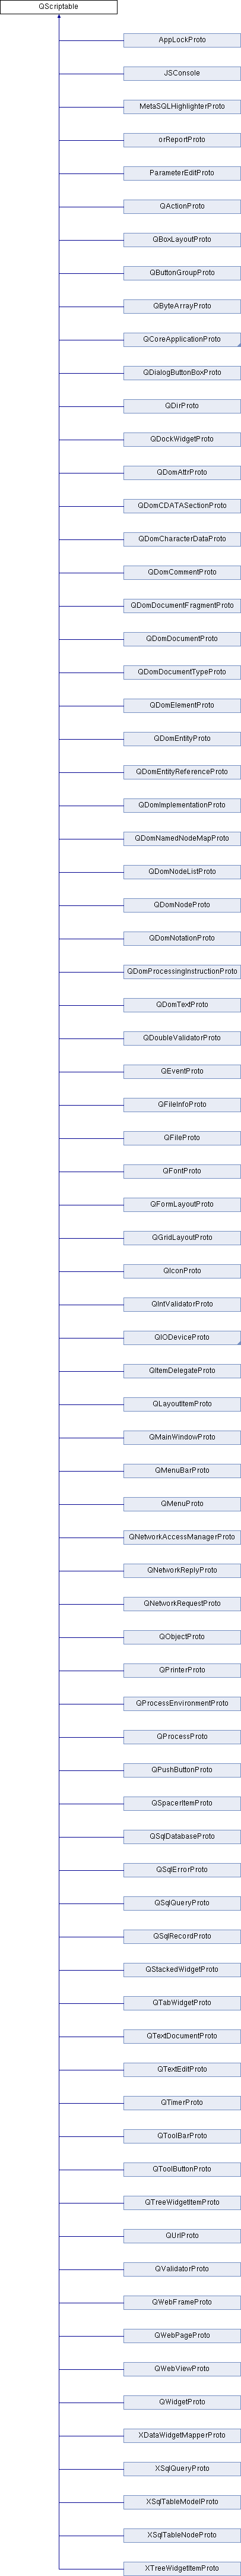 QScriptable
AppLockProto
JSConsole
MetaSQLHighlighterProto
orReportProto
ParameterEditProto
QActionProto
QBoxLayoutProto
QButtonGroupProto
QByteArrayProto
QCoreApplicationProto
QDialogButtonBoxProto
QDirProto
QDockWidgetProto
QDomAttrProto
QDomCDATASectionProto
QDomCharacterDataProto
QDomCommentProto
QDomDocumentFragmentProto
QDomDocumentProto
QDomDocumentTypeProto
QDomElementProto
QDomEntityProto
QDomEntityReferenceProto
QDomImplementationProto
QDomNamedNodeMapProto
QDomNodeListProto
QDomNodeProto
QDomNotationProto
QDomProcessingInstructionProto
QDomTextProto
QDoubleValidatorProto
QEventProto
QFileInfoProto
QFileProto
QFontProto
QFormLayoutProto
QGridLayoutProto
QIconProto
QIntValidatorProto
QIODeviceProto
QItemDelegateProto
QLayoutItemProto
QMainWindowProto
QMenuBarProto
QMenuProto
QNetworkAccessManagerProto
QNetworkReplyProto
QNetworkRequestProto
QObjectProto
QPrinterProto
QProcessEnvironmentProto
QProcessProto
QPushButtonProto
QSpacerItemProto
QSqlDatabaseProto
QSqlErrorProto
QSqlQueryProto
QSqlRecordProto
QStackedWidgetProto
QTabWidgetProto
QTextDocumentProto
QTextEditProto
QTimerProto
QToolBarProto
QToolButtonProto
QTreeWidgetItemProto
QUrlProto
QValidatorProto
QWebFrameProto
QWebPageProto
QWebViewProto
QWidgetProto
XDataWidgetMapperProto
XSqlQueryProto
XSqlTableModelProto
XSqlTableNodeProto
XTreeWidgetItemProto